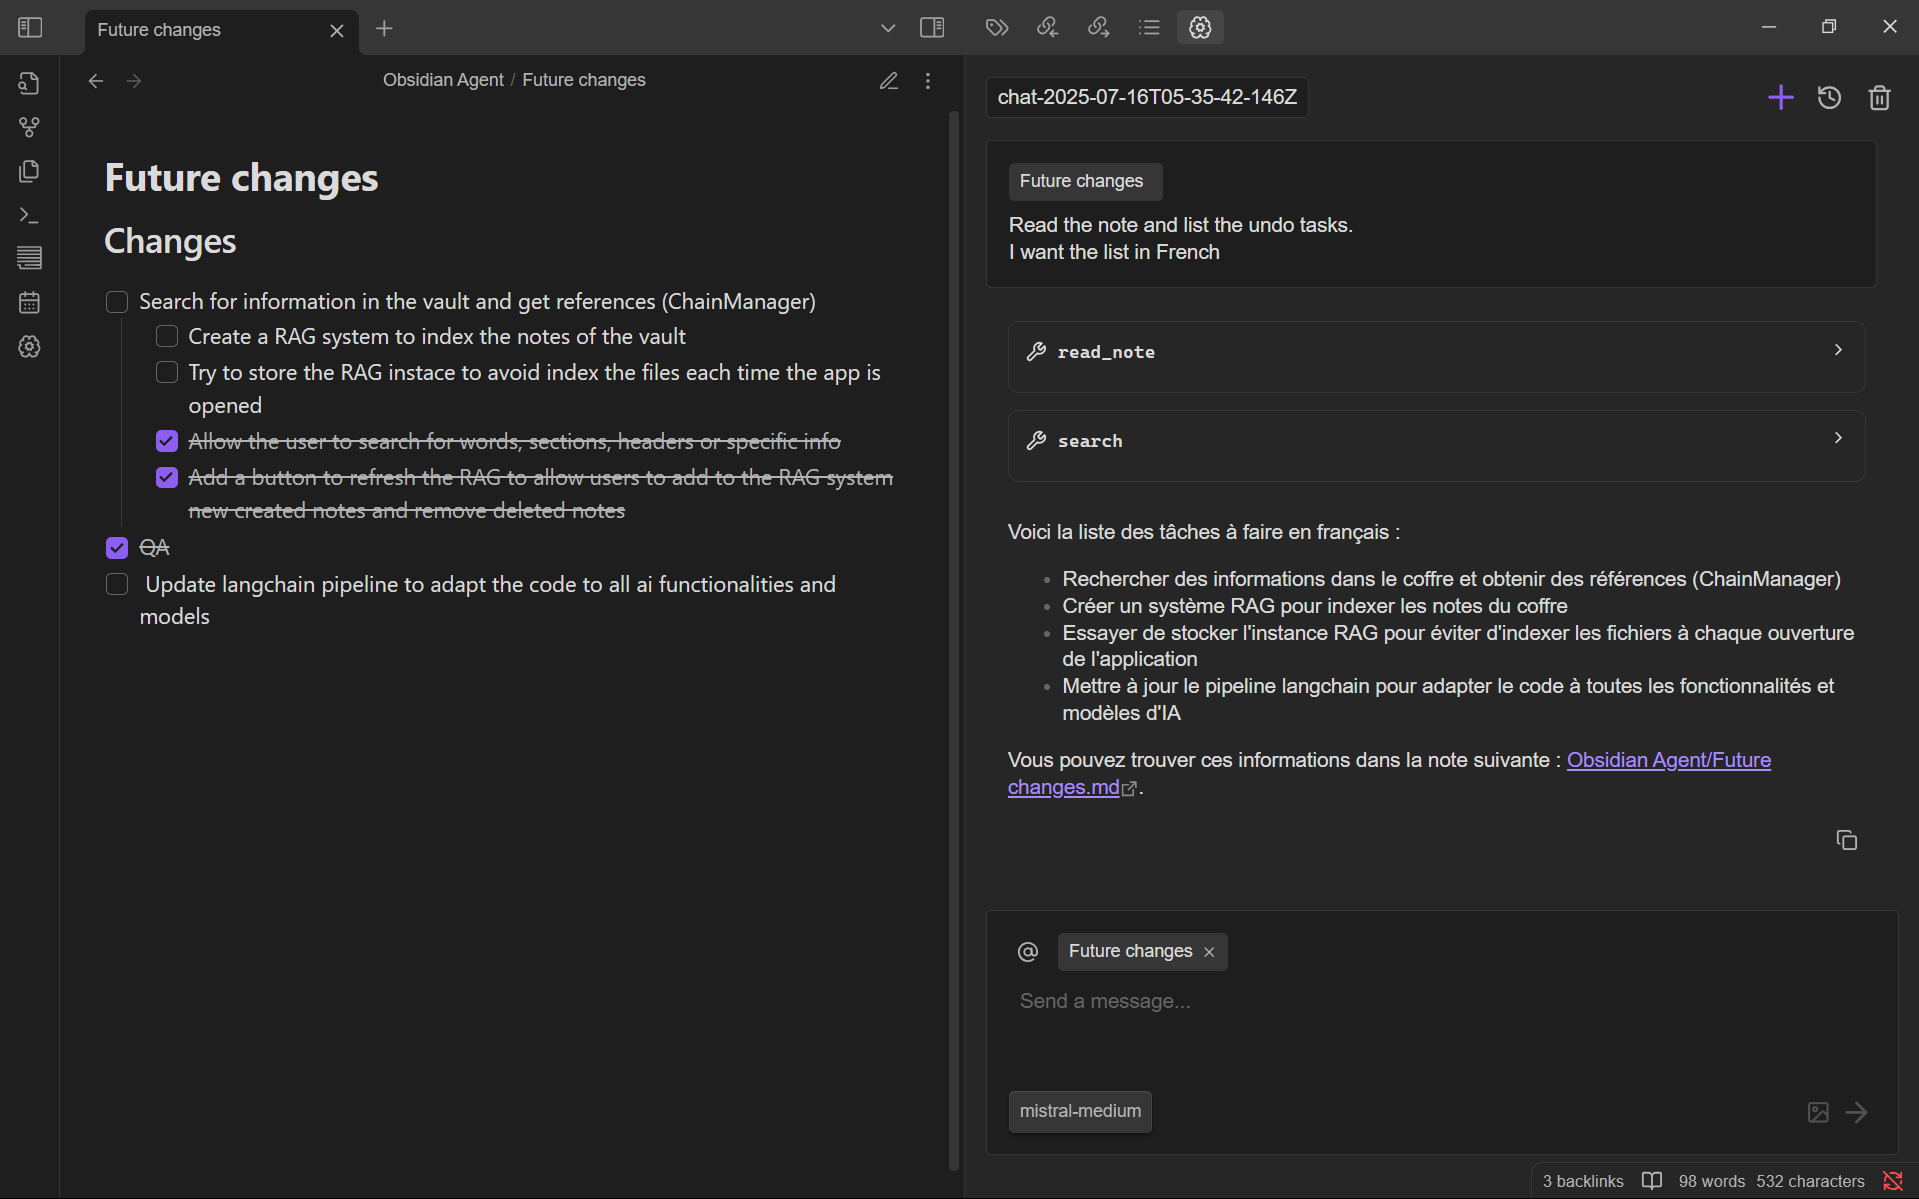 Future changes
Obsidian Agent / Future changes
Future changes
Changes
Search for information in the vault and get references (ChainManager)
Create a RAG system to index the notes of the vault
Try to store the RAG instace to avoid index the files each time the app is
opened
Allow the user to search for words, sections, headers or specific info
Add a button to refresh the RAG to allow users to add to the RAG system
new created notes and remove deleted notes
QA
Update langchain pipeline to adapt the code to all ai functionalities and
models
chat-2025-07-16T05-35-42-146Z
Future changes
Read the note and list the undo tasks.
I want the list in French
read_note
search
Voici la liste des tâches à faire en français :
Rechercher des informations dans le coffre et obtenir des références (ChainManager)
Créer un système RAG pour indexer les notes du coffre
Essayer de stocker l'instance RAG pour éviter d'indexer les fichiers à chaque ouverture
de l'application
Mettre à jour le pipeline langchain pour adapter le code à toutes les fonctionnalités et
modèles d'IA
Vous pouvez trouver ces informations dans la note suivante : Obsidian Agent/Future
changes.md.
@ Future changes
Send a message...
mistral-medium
3 backlinks 98 words 532 characters